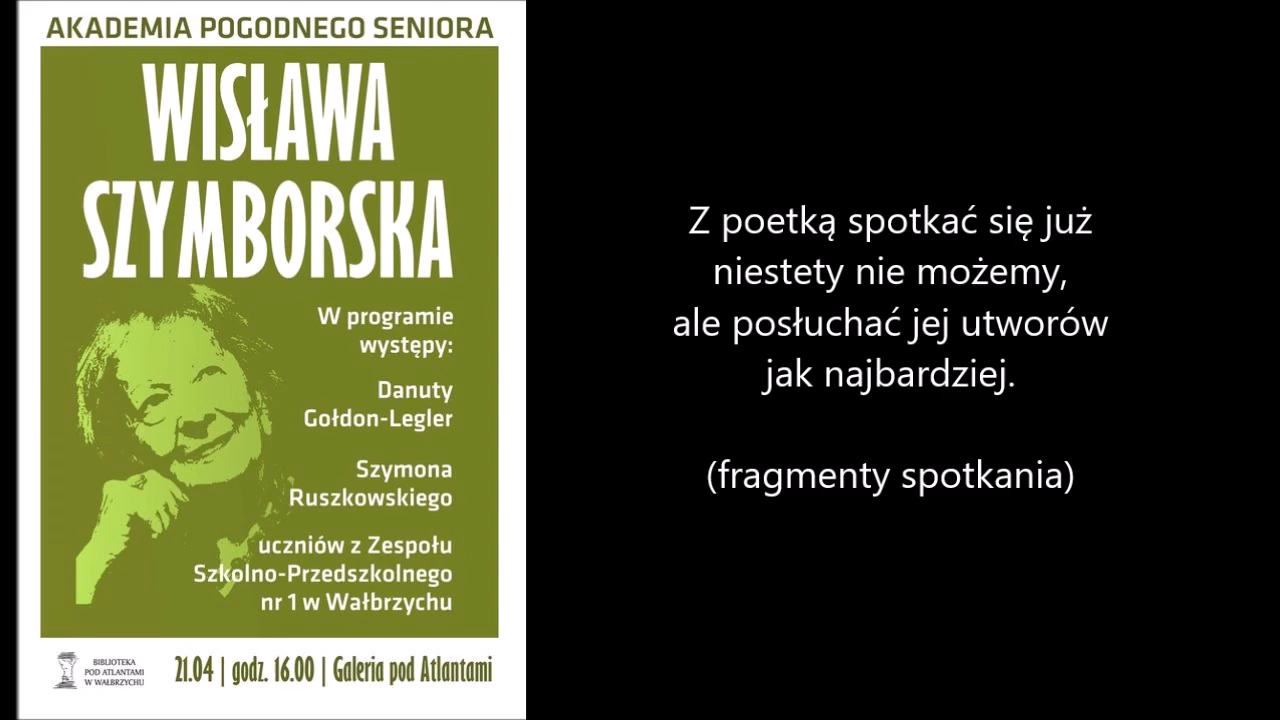 AKADEMIA POGODNEGO SENIORA
WISŁAWA
SZYMBORSKA
W programie
występy:
Danuty
Gołdon-Legler
Szymona
Ruszkowskiego
uczniów z Zespołu
Szkolno-Przedszkolnego
nr 1 w Wałbrzychu
BIBLIOTEKA
POD ATLANTAMI
W WAŁBRZYCHU
21.04 | godz. 16.00 | Galeria pod Atlantami
Z poetką spotkać się już
niestety nie możemy,
ale posłuchać jej utworów
jak najbardziej.
(fragmenty spotkania)